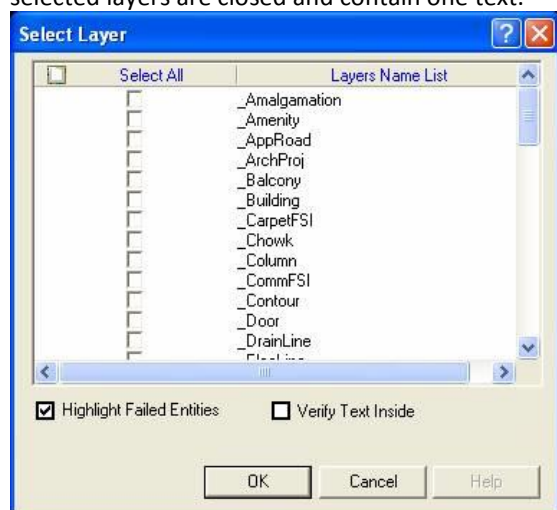 selected layers are closed and contain one text.
Select Layer
Select All Layers Name List
_Amalgamation
_Amenity
_AppRoad
_ArchProj
_Balcony
_Building
_CarpetFSI
_Chowk
_Column
_CommFSI
_Contour
_Door
_DrainLine
Highlight Failed Entities Verify Text Inside
OK Cancel Help